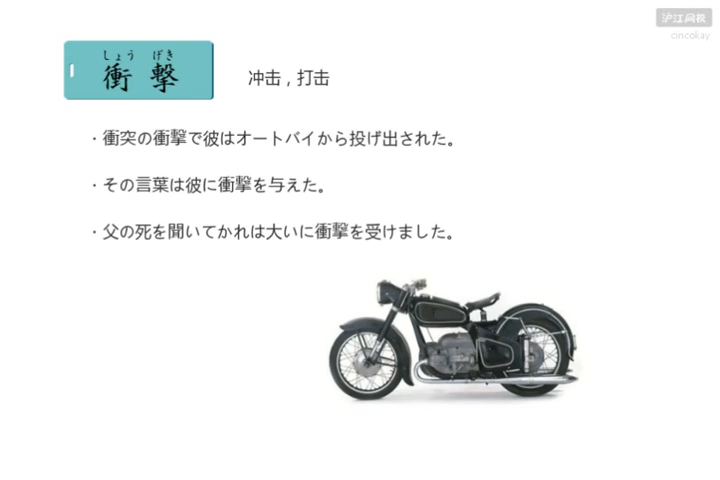 沪江网校
cincokay
しょう げき
衝 撃
冲击，打击
・衝突の衝撃で彼はオートバイから投げ出された。
・その言葉は彼に衝撃を与えた。
・父の死を聞いてかれは大いに衝撃を受けました。